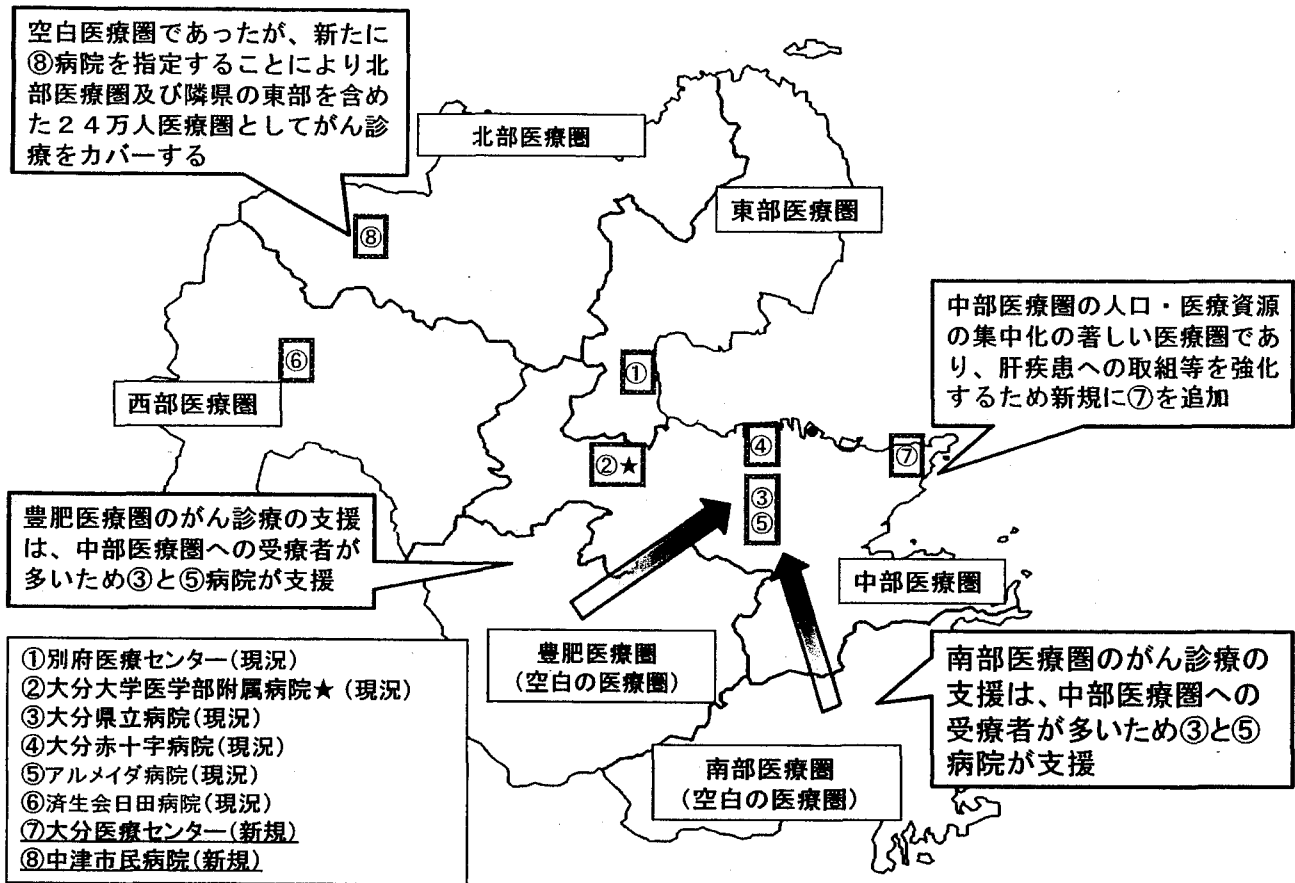 空白医療圏であったが、新たに
⑧病院を指定することにより北
部医療圏及び隣県の東部を含め
た２４万人医療圏としてがん診
療をカバーする
北部医療圏
東部医療圏
⑧
中部医療圏の人口・医療資源
の集中化の著しい医療圏であ
り、肝疾患への取組等を強化
するため新規に⑦を追加
⑥
①
西部医療圏
④
⑦
②★
③
⑤
豊肥医療圏のがん診療の支援
は、中部医療圏への受療者が
多いため③と⑤病院が支援
中部医療圏
豊肥医療圏
(空白の医療圏)
南部医療圏のがん診療の
支援は、中部医療圏への
受療者が多いため③と⑤
病院が支援
南部医療圏
(空白の医療圏)
①別府医療センター(現況)
②大分大学医学部附属病院★(現況)
③大分県立病院(現況)
④大分赤十字病院(現況)
⑤アルメイダ病院(現況)
⑥済生会日田病院(現況)
⑦大分医療センター(新規)
⑧中津市民病院(新規)